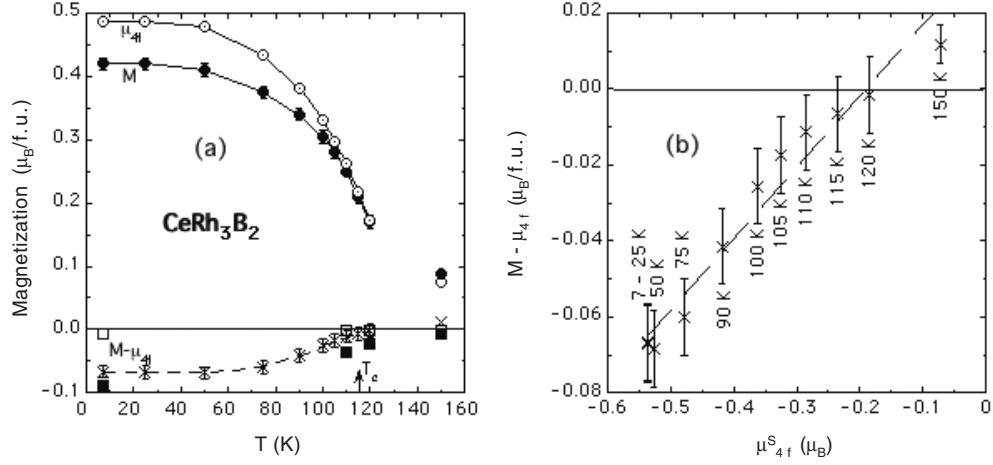 0.5
0.4
0.3
0.2
0.1
0.0
-0.1
Magnetization (μB/f.u.)
μ4f
M
(a)
CeRh3B2
M-μ4f
Tc
0 20 40 60 80 100 120 140 160
T (K)
0.02
0.00
-0.02
-0.04
-0.06
-0.08
M - μ4f (μB/f.u.)
(b)
7 - 25 K
50 K
75 K
90 K
100 K
105 K
110 K
115 K
120 K
150 K
-0.6 -0.5 -0.4 -0.3 -0.2 -0.1 0
μS4f (μB)